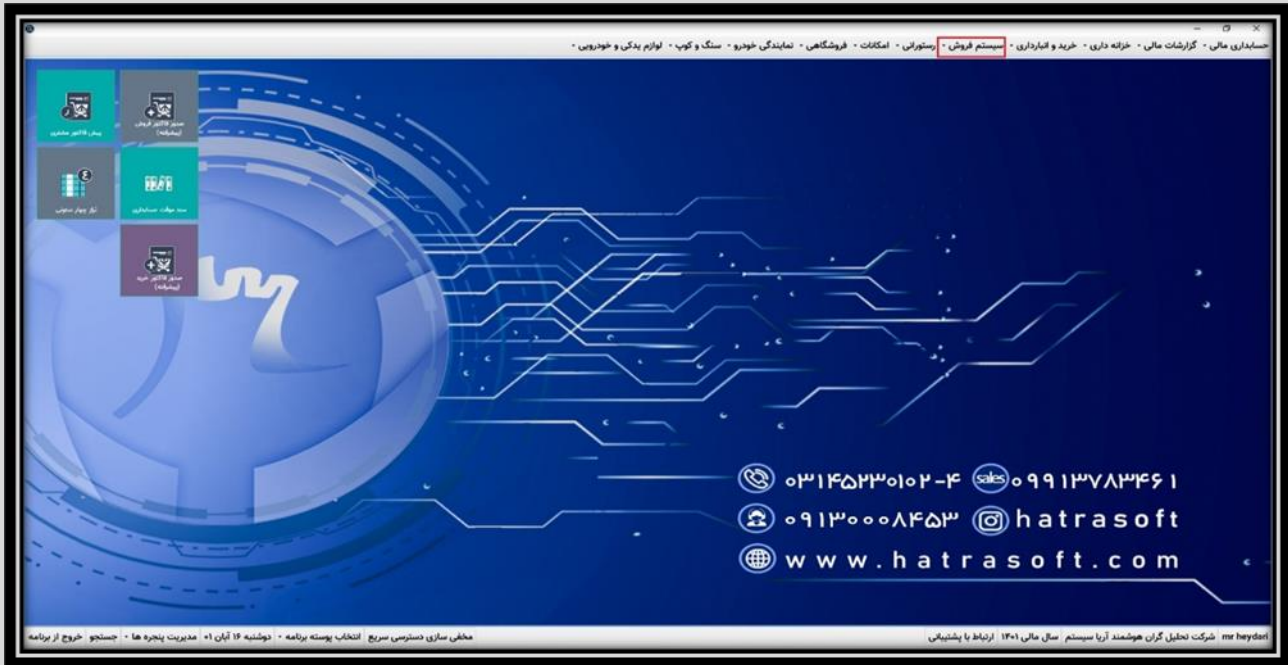 حسابداری مالی - گزارشات مالی - خزانه داری - خرید و انبارداری - سیستم فروش - رستورانی - امکانات - فروشگاهی - نمایندگی خودرو - سنگ و کوپ - لوازم یدکی و خودرویی -
صدور فاکتور فروش (پیشرفته)
پیش فاکتور مشتری
سند موقت حسابداری
تراز چهار ستونی
صدور فاکتور خرید (پیشرفته)
۰۳۱۴۵۲۳۰۱۰۲-۴ sales ۰۹۹۱۳۷۸۳۴۶۱
۰۹۱۳۰۰۰۸۴۵۳ hatrasoft
www.hatrasoft.com
mr heydari شرکت تحلیل گران هوشمند آریا سیستم سال مالی ۱۴۰۱ ارتباط با پشتیبانی مخفی سازی دسترسی سریع انتخاب پوسته برنامه - دوشنبه ۱۶ آبان ۰۱ مدیریت پنجره ها - جستجو خروج از برنامه